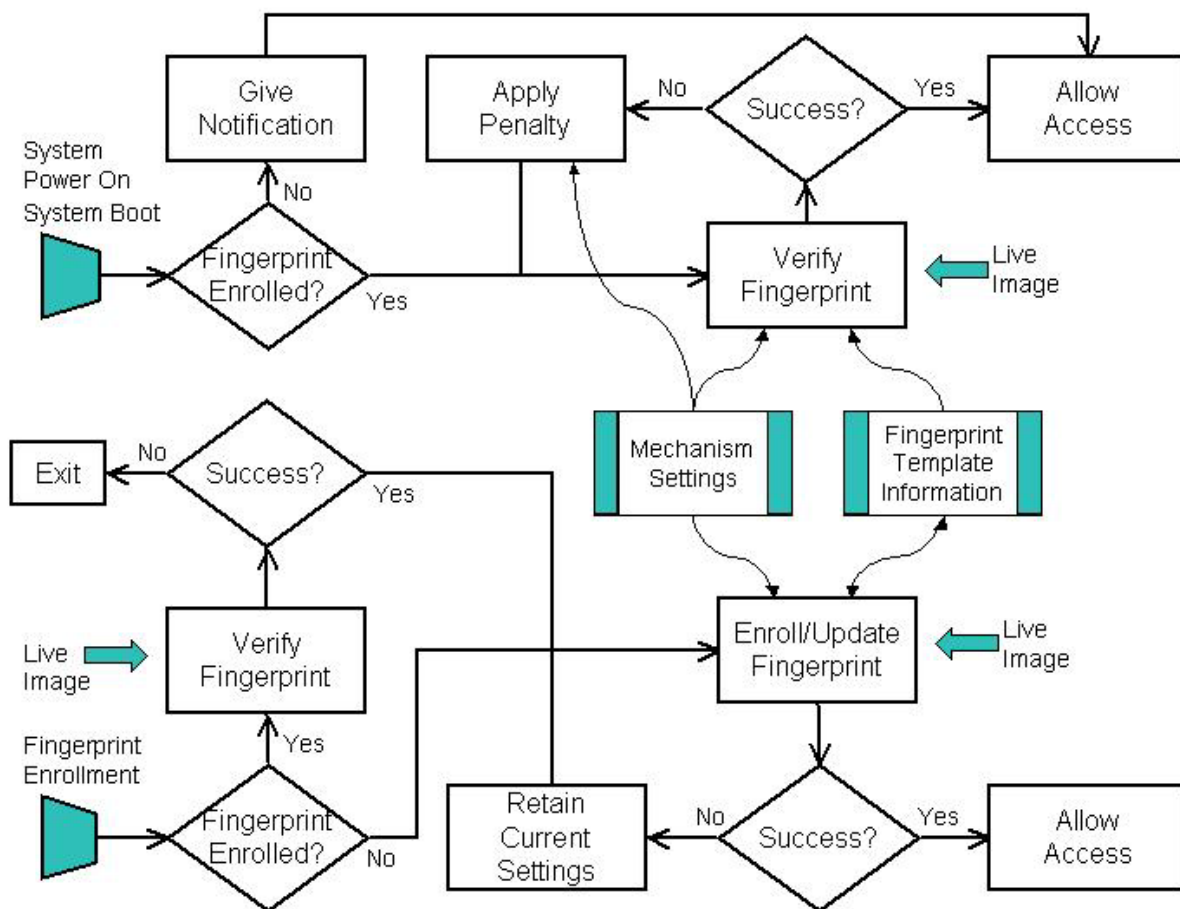 Give
Notification
Apply
Penalty
No
Success?
Yes
Allow
Access
System
Power On
System Boot
No
Fingerprint
Enrolled?
Yes
Verify
Fingerprint
Live
Image
No
Exit
Success?
Yes
Mechanism
Settings
Fingerprint
Template
Information
Live
Image
Verify
Fingerprint
Enroll/Update
Fingerprint
Live
Image
Fingerprint
Enrollment
Yes
Fingerprint
Enrolled?
No
Retain
Current
Settings
No
Success?
Yes
Allow
Access